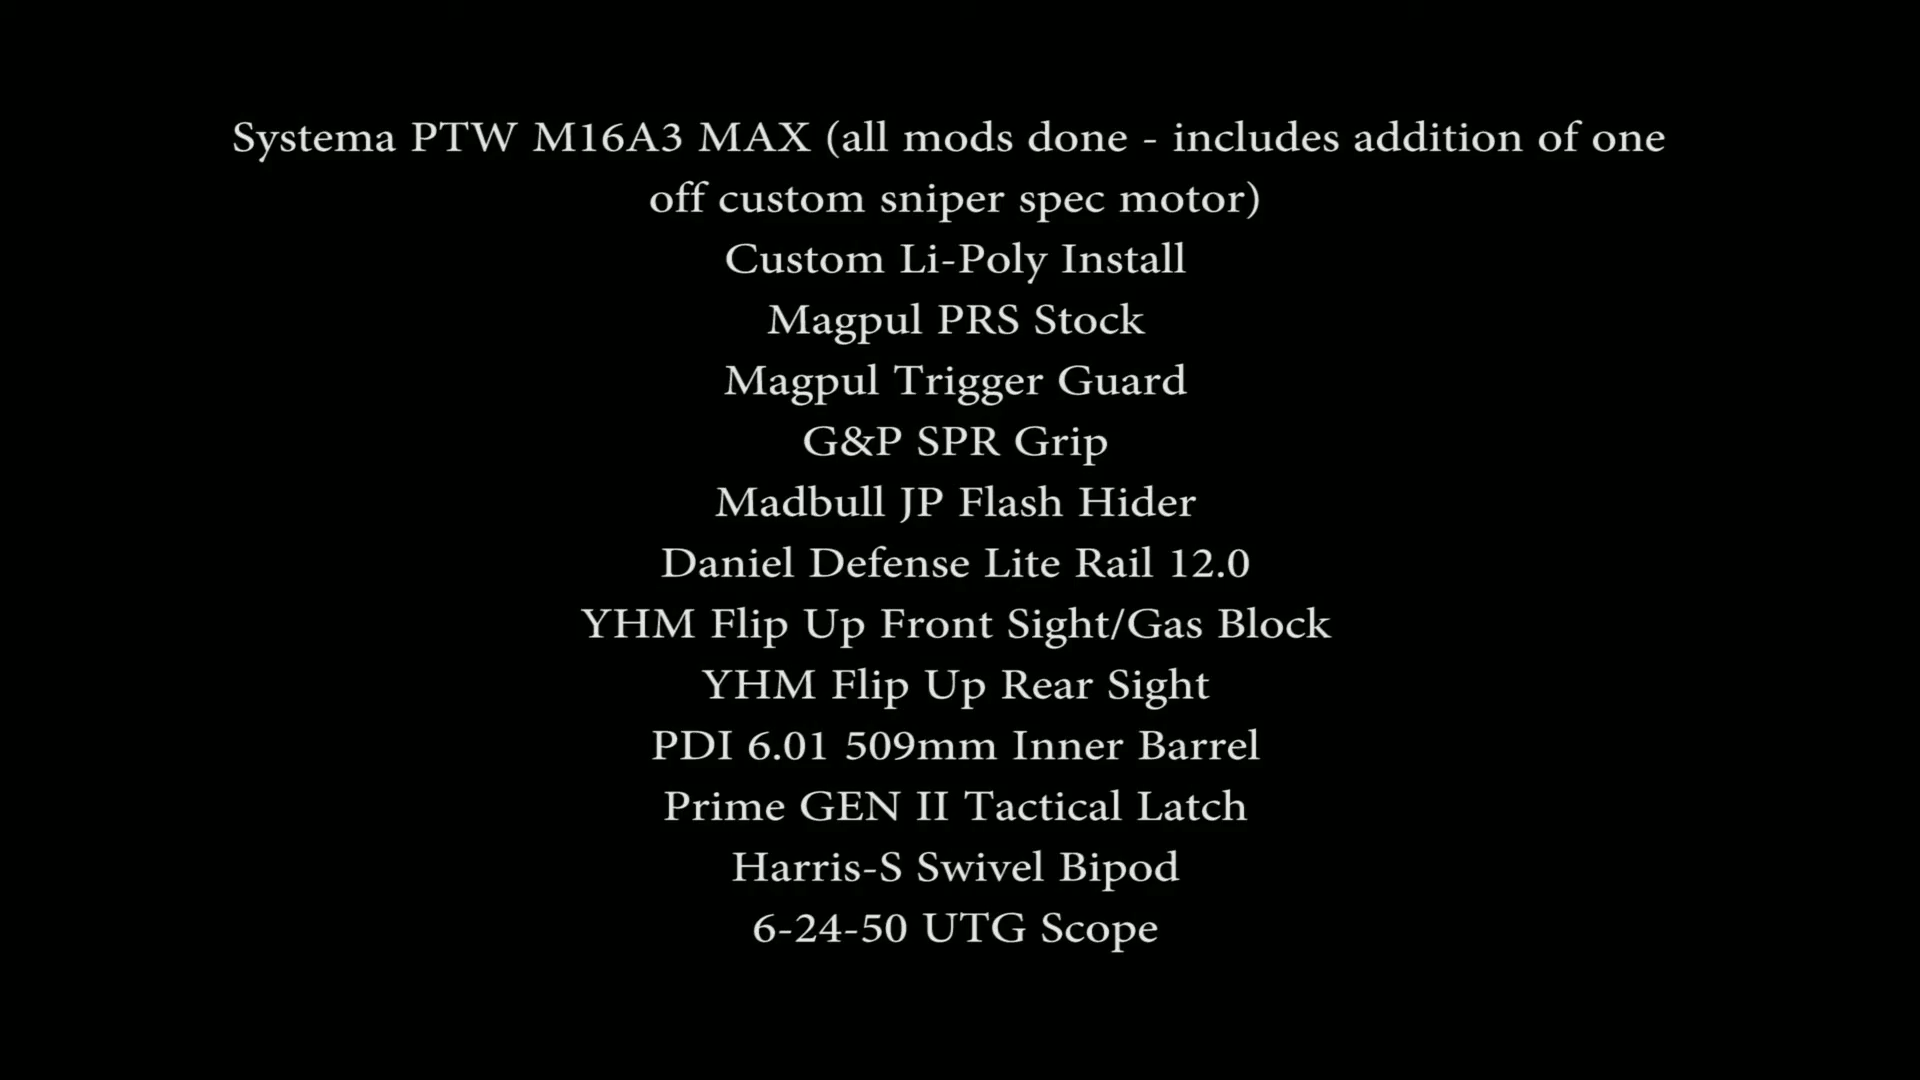 Systema PTW M16A3 MAX (all mods done - includes addition of one
off custom sniper spec motor)
Custom Li-Poly Install
Magpul PRS Stock
Magpul Trigger Guard
G&P SPR Grip
Madbull JP Flash Hider
Daniel Defense Lite Rail 12.0
YHM Flip Up Front Sight/Gas Block
YHM Flip Up Rear Sight
PDI 6.01 509mm Inner Barrel
Prime GEN II Tactical Latch
Harris-S Swivel Bipod
6-24-50 UTG Scope